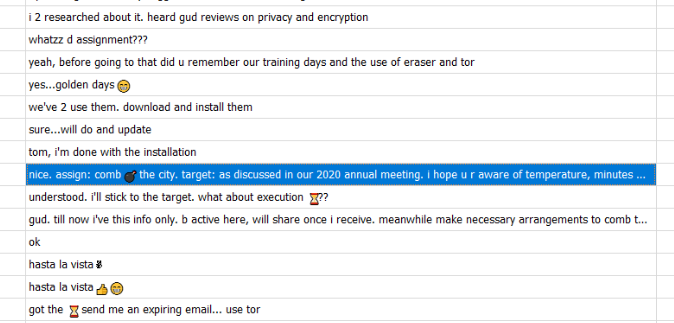 i 2 researched about it. heard gud reviews on privacy and encryption
whatzz d assignment???
yeah, before going to that did u remember our training days and the use of eraser and tor
yes...golden days 😁
we've 2 use them. download and install them
sure...will do and update
tom, i'm done with the installation
nice. assign: comb 💣 the city. target: as discussed in our 2020 annual meeting. i hope u r aware of temperature, minutes ...
understood. i'll stick to the target. what about execution ⏳??
gud. till now i've this info only. b active here, will share once i receive. meanwhile make necessary arrangements to comb t...
ok
hasta la vista ✌
hasta la vista 👍😁
got the ⏳ send me an expiring email... use tor